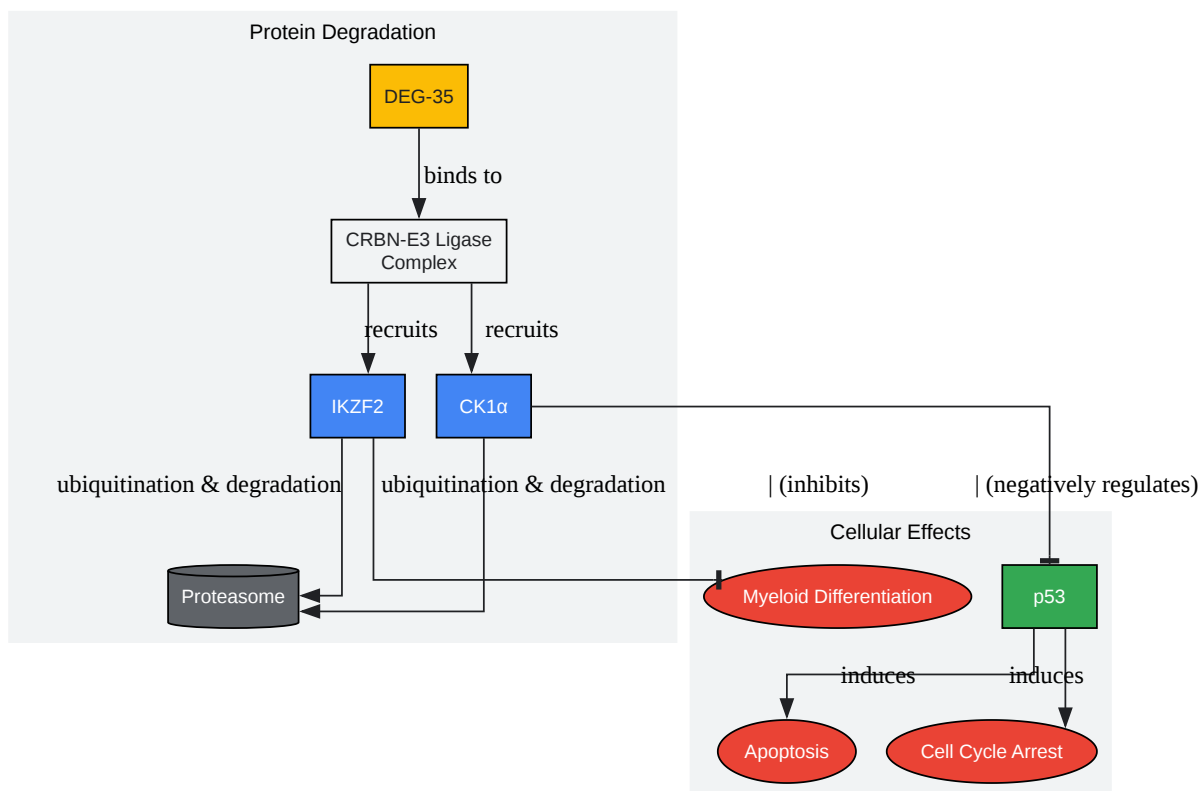 Protein Degradation
DEG-35
binds to
CRBN-E3 Ligase
Complex
recruits
recruits
IKZF2
CK1α
ubiquitination & degradation
ubiquitination & degradation
| (inhibits)
| (negatively regulates)
Cellular Effects
Proteasome
Myeloid Differentiation
p53
induces
induces
Apoptosis
Cell Cycle Arrest